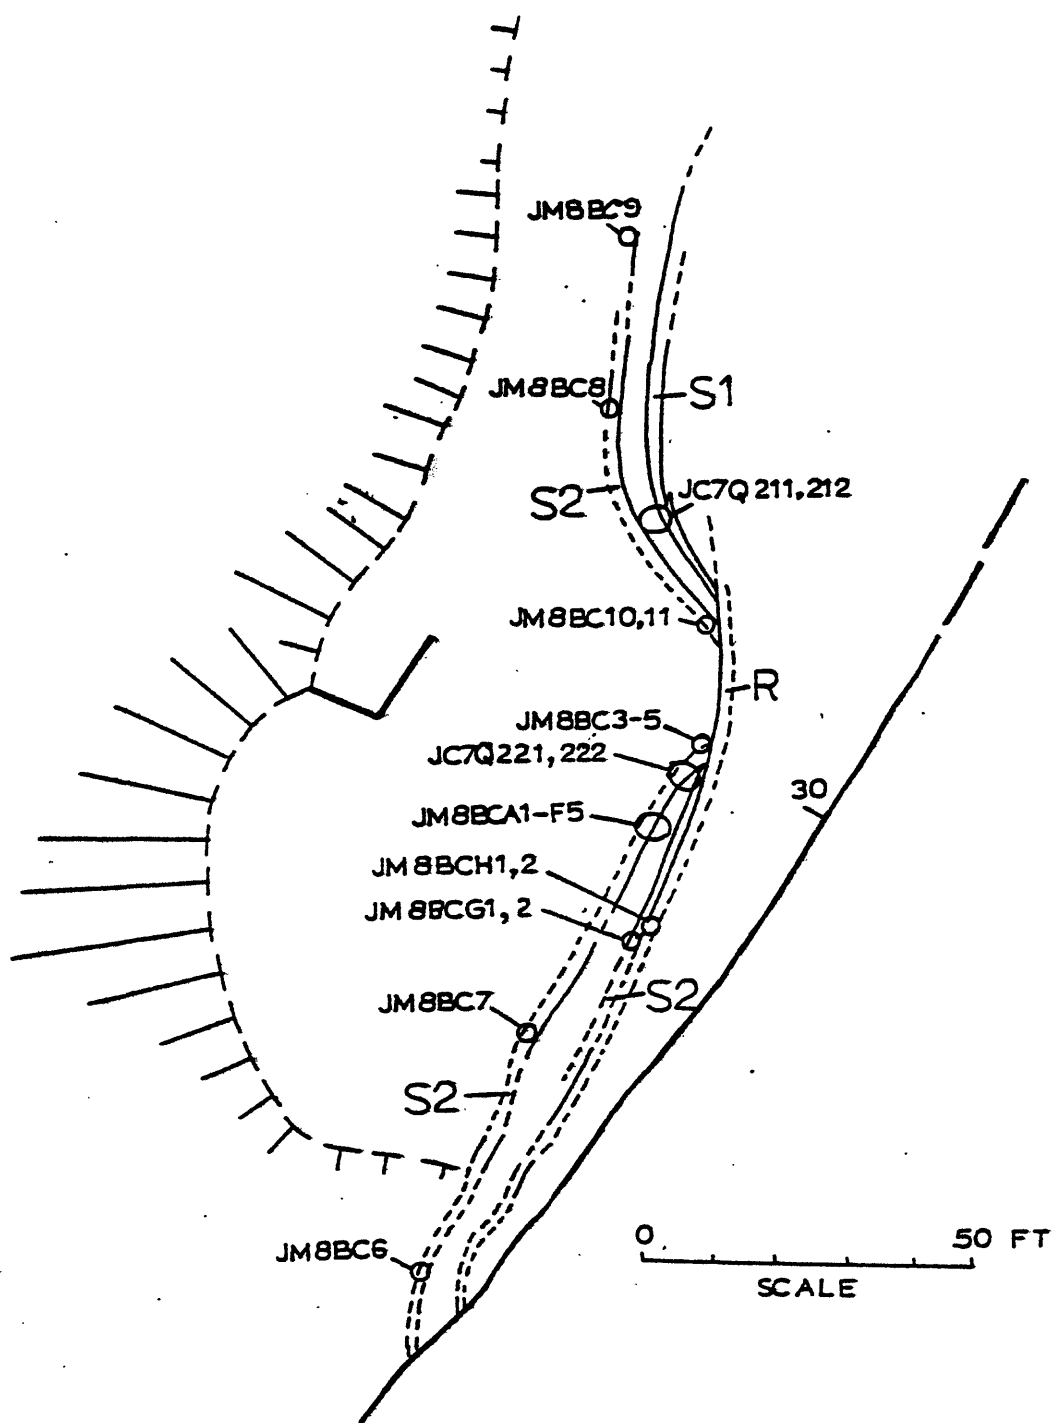 JM8BC9
JM8BC8
S1
S2
JC7Q211,212
JM8BC10,11
R
JM8BC3-5
JC7Q221,222
30
JM8BCA1-F5
JM8BCH1,2
JM8BCG1,2
S2
JM8BC7
S2
JM8BC6
0 50 FT
SCALE